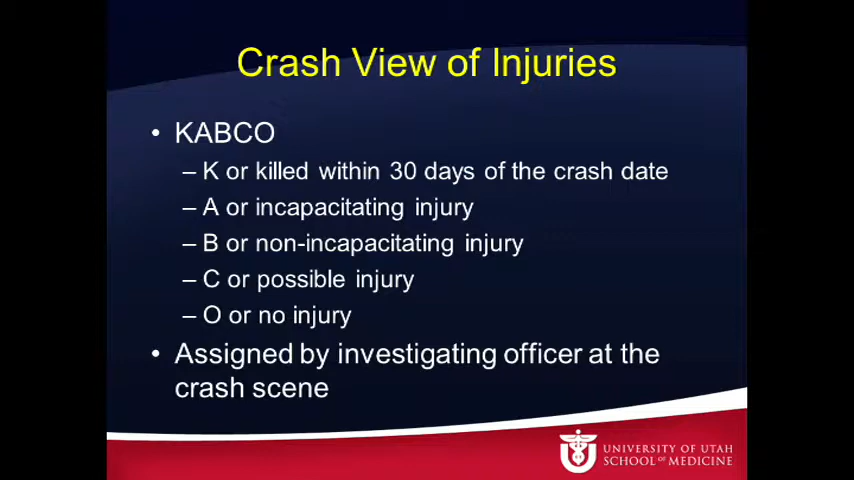 Crash View of Injuries
• KABCO
– K or killed within 30 days of the crash date
– A or incapacitating injury
– B or non-incapacitating injury
– C or possible injury
– O or no injury
• Assigned by investigating officer at the
crash scene
UNIVERSITY OF UTAH
SCHOOL OF MEDICINE